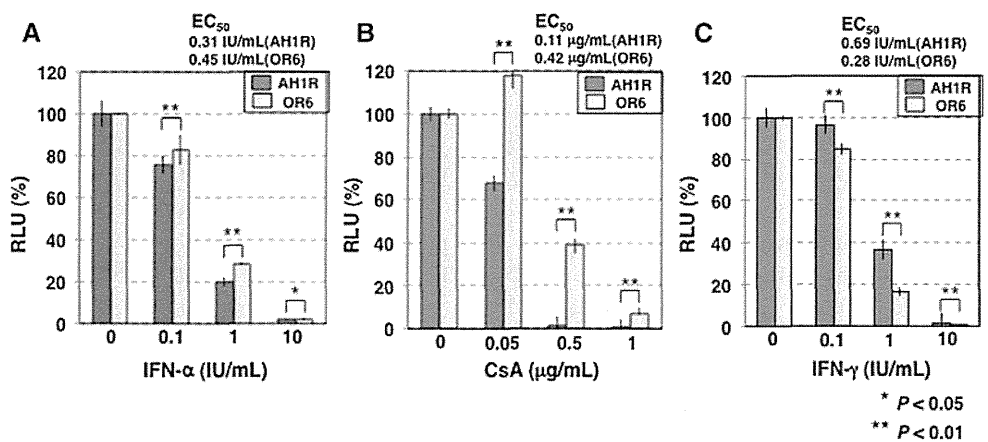 A
EC50
0.31 IU/mL(AH1R)
0.45 IU/mL(OR6)
120
100
80
60
40
20
0
RLU (%)
AH1R
OR6
**
**
*
0 0.1 1 10
IFN-α (IU/mL)
B
EC50
0.11 μg/mL(AH1R)
0.42 μg/mL(OR6)
120
100
80
60
40
20
0
RLU (%)
AH1R
OR6
**
**
**
0 0.05 0.5 1
CsA (μg/mL)
C
EC50
0.69 IU/mL(AH1R)
0.28 IU/mL(OR6)
120
100
80
60
40
20
0
RLU (%)
AH1R
OR6
**
**
**
0 0.1 1 10
IFN-γ (IU/mL)
* P < 0.05
** P < 0.01